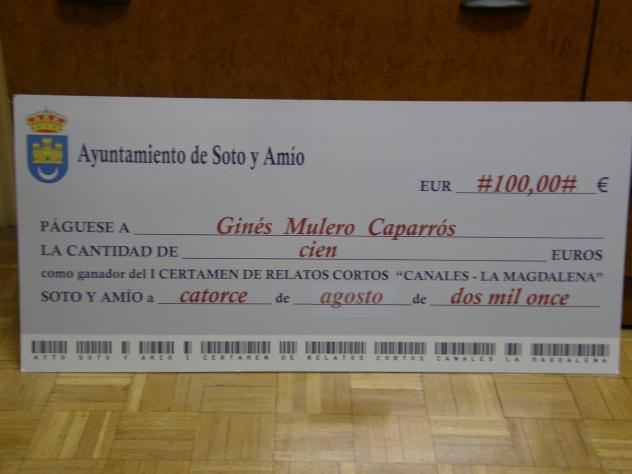 Ayuntamiento de Soto y Amío
EUR #100,00# €
PÁGUESE A Ginés Mulero Caparrós
LA CANTIDAD DE cien EUROS
como ganador del I CERTAMEN DE RELATOS CORTOS “CANALES - LA MAGDALENA”
SOTO Y AMÍO a catorce de agosto de dos mil once
AYTO SOTO Y AMIO I CERTAMEN DE RELATOS CORTOS CANALES LA MAGDALENA